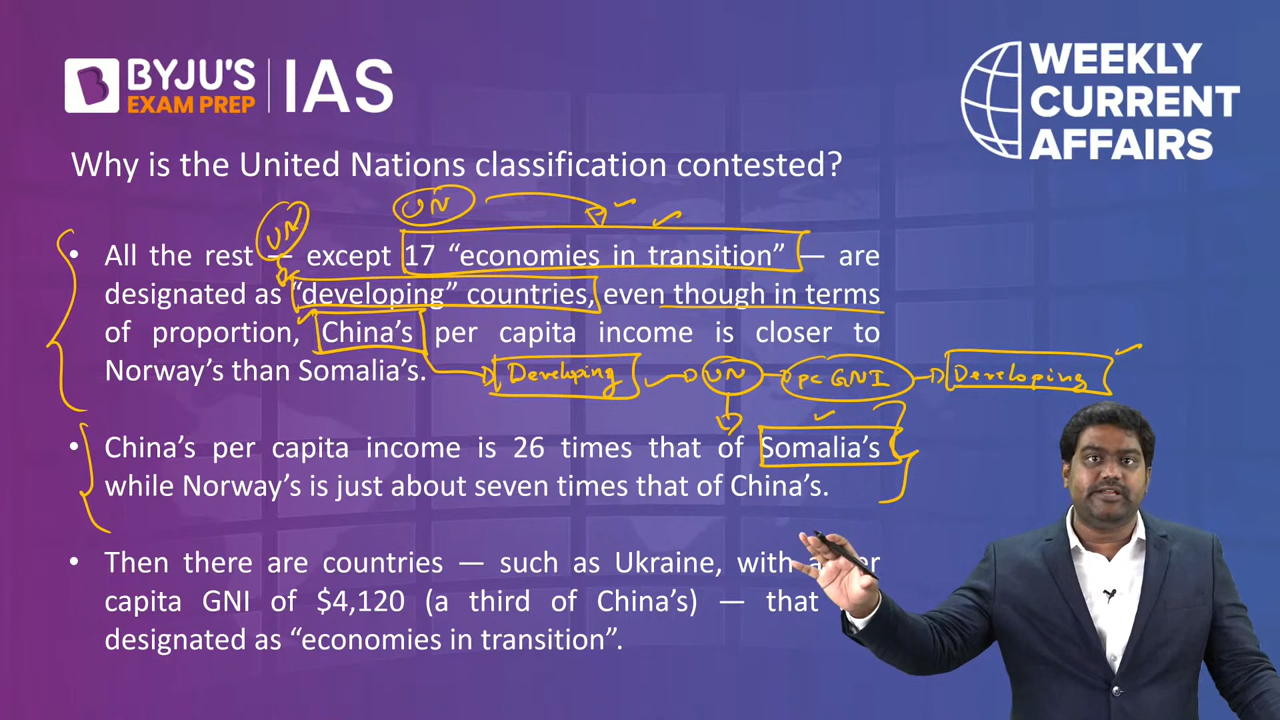 BYJU'S
EXAM PREP
IAS
WEEKLY
CURRENT
AFFAIRS
Why is the United Nations classification contested?
UN
UN
• All the rest — except 17 “economies in transition” — are
designated as “developing” countries, even though in terms
of proportion, China’s per capita income is closer to
Norway’s than Somalia’s.
Developing
UN
pc GNI
Developing
• China’s per capita income is 26 times that of Somalia’s
while Norway’s is just about seven times that of China’s.
• Then there are countries — such as Ukraine, with
capita GNI of $4,120 (a third of China’s) — that
designated as “economies in transition”.